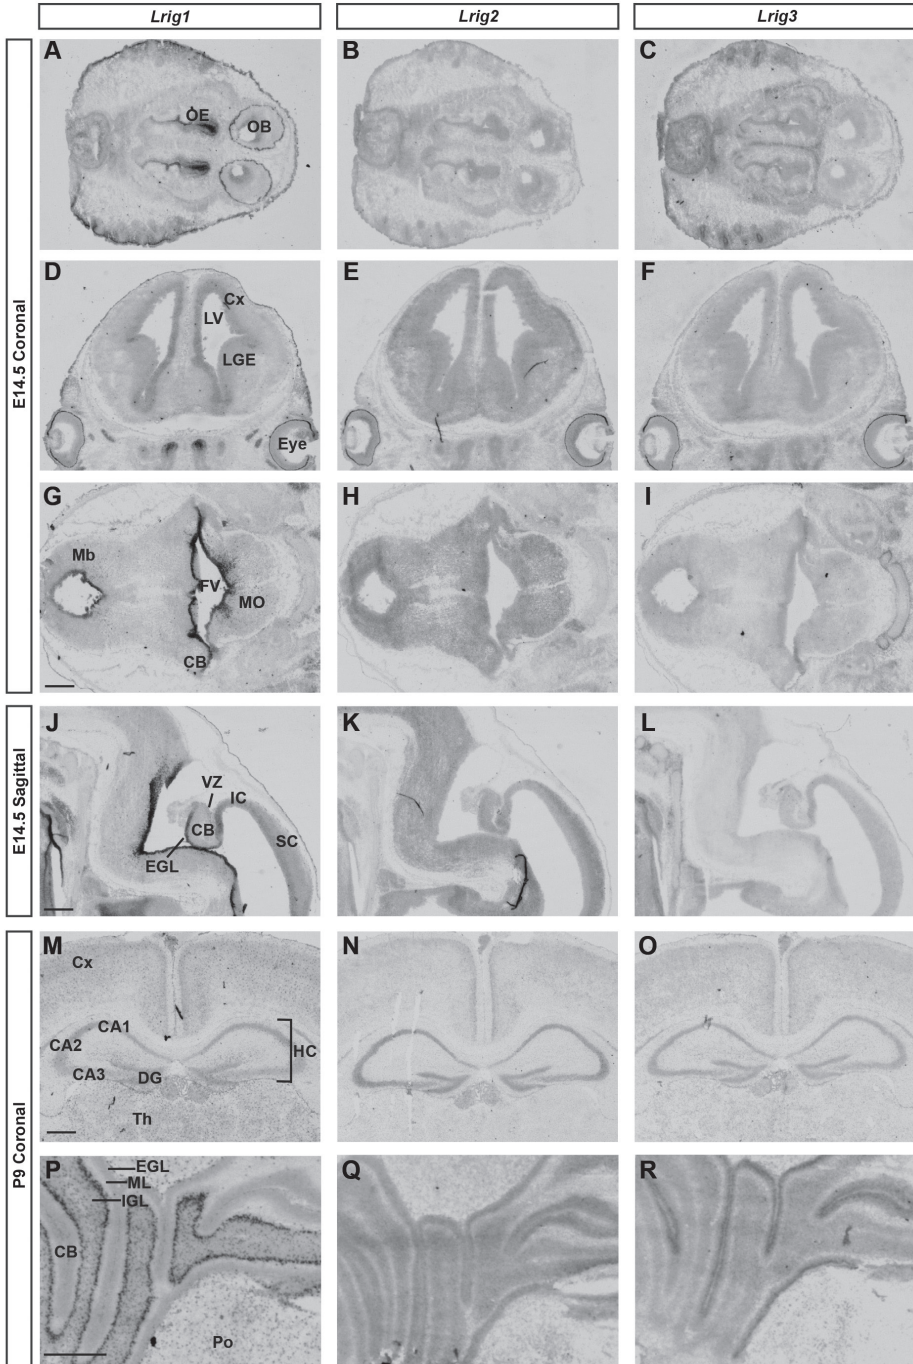 Lrig1 Lrig2 Lrig3
E14.5 Coronal
A B C
OE
OB
D E F
Cx
LV
LGE
Eye
G H I
Mb
FV
MO
CB
E14.5 Sagittal
J K L
VZ
IC
CB
SC
EGL
P9 Coronal
M N O
Cx
CA1
CA2
HC
CA3
DG
Th
P Q R
EGL
ML
IGL
CB
Po